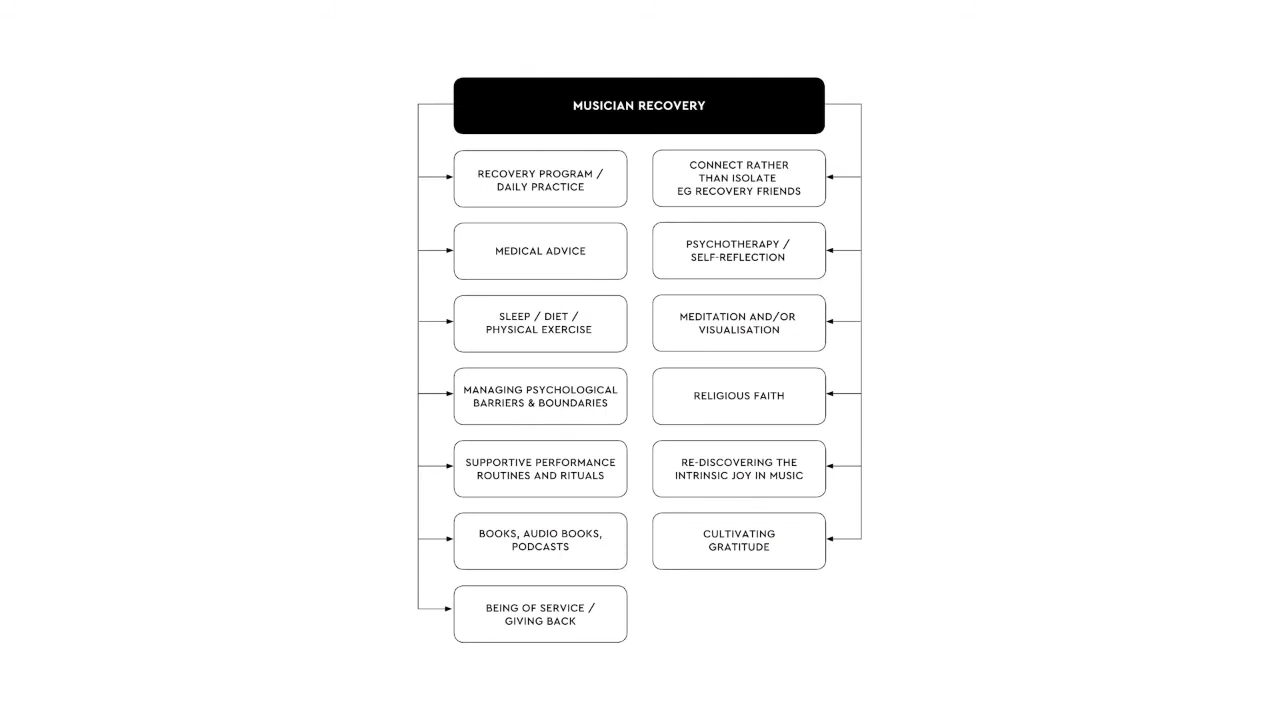 MUSICIAN RECOVERY
RECOVERY PROGRAM /
DAILY PRACTICE
MEDICAL ADVICE
SLEEP / DIET /
PHYSICAL EXERCISE
MANAGING PSYCHOLOGICAL
BARRIERS & BOUNDARIES
SUPPORTIVE PERFORMANCE
ROUTINES AND RITUALS
BOOKS, AUDIO BOOKS,
PODCASTS
BEING OF SERVICE /
GIVING BACK
CONNECT RATHER
THAN ISOLATE
EG RECOVERY FRIENDS
PSYCHOTHERAPY /
SELF-REFLECTION
MEDITATION AND/OR
VISUALISATION
RELIGIOUS FAITH
RE-DISCOVERING THE
INTRINSIC JOY IN MUSIC
CULTIVATING
GRATITUDE